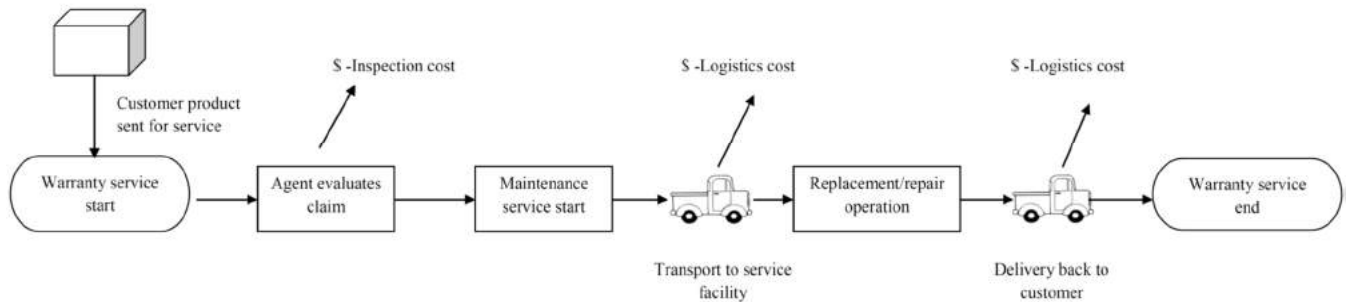 $ -Inspection cost
$ -Logistics cost
$ -Logistics cost
Customer product
sent for service
Warranty service
start
Agent evaluates
claim
Maintenance
service start
Replacement/repair
operation
Warranty service
end
Transport to service
facility
Delivery back to
customer